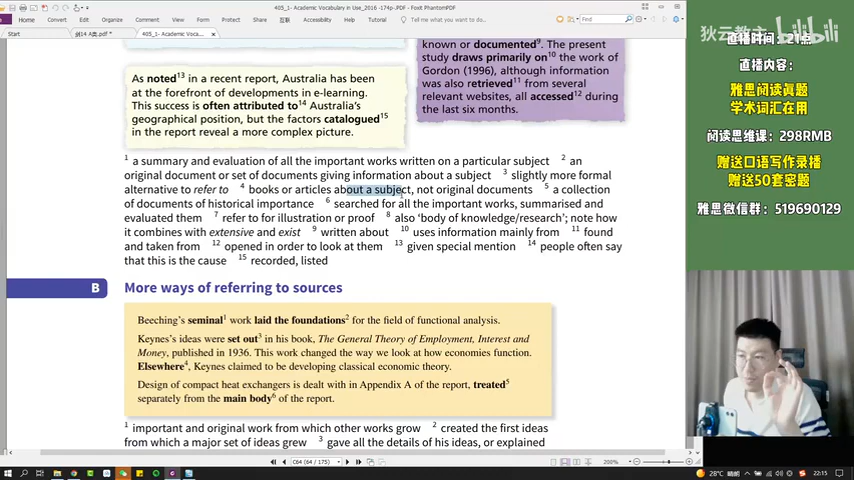 405_1- Academic Vocabulary in Use_2016 -174p-.PDF - Foxit PhantomPDF
Home
Edit
Organize
Comment
View
Form
Protect
Share
Accessibility
Help
Tutorial
Tell me what you want to do...
Find
Start
剑14 A类.pdf *
405_1- Academic Voc...
known or documented⁹. The present
study draws primarily on¹⁰ the work of
Gordon (1996), although information
was also retrieved¹¹ from several
relevant websites, all accessed¹² during
the last six months.
As noted¹³ in a recent report, Australia has been
at the forefront of developments in e-learning.
This success is often attributed to¹⁴ Australia's
geographical position, but the factors catalogued¹⁵
in the report reveal a more complex picture.
¹ a summary and evaluation of all the important works written on a particular subject ² an
original document or set of documents giving information about a subject ³ slightly more formal
alternative to refer to ⁴ books or articles about a subject, not original documents ⁵ a collection
of documents of historical importance ⁶ searched for all the important works, summarised and
evaluated them ⁷ refer to for illustration or proof ⁸ also 'body of knowledge/research'; note how
it combines with extensive and exist ⁹ written about ¹⁰ uses information mainly from ¹¹ found
and taken from ¹² opened in order to look at them ¹³ given special mention ¹⁴ people often say
that this is the cause ¹⁵ recorded, listed
B More ways of referring to sources
Beeching's seminal¹ work laid the foundations² for the field of functional analysis.
Keynes's ideas were set out³ in his book, The General Theory of Employment, Interest and
Money, published in 1936. This work changed the way we look at how economies function.
Elsewhere⁴, Keynes claimed to be developing classical economic theory.
Design of compact heat exchangers is dealt with in Appendix A of the report, treated⁵
separately from the main body⁶ of the report.
¹ important and original work from which other works grow ² created the first ideas
from which a major set of ideas grew ³ gave all the details of his ideas, or explained
C64 (64 / 175)
200%
狄云教主
bilibili
直播时间：21点
直播内容：
雅思阅读真题
学术词汇在用
阅读思维课：298RMB
赠送口语写作录播
赠送50套密题
雅思微信群：519690129
28°C 晴朗
22:15